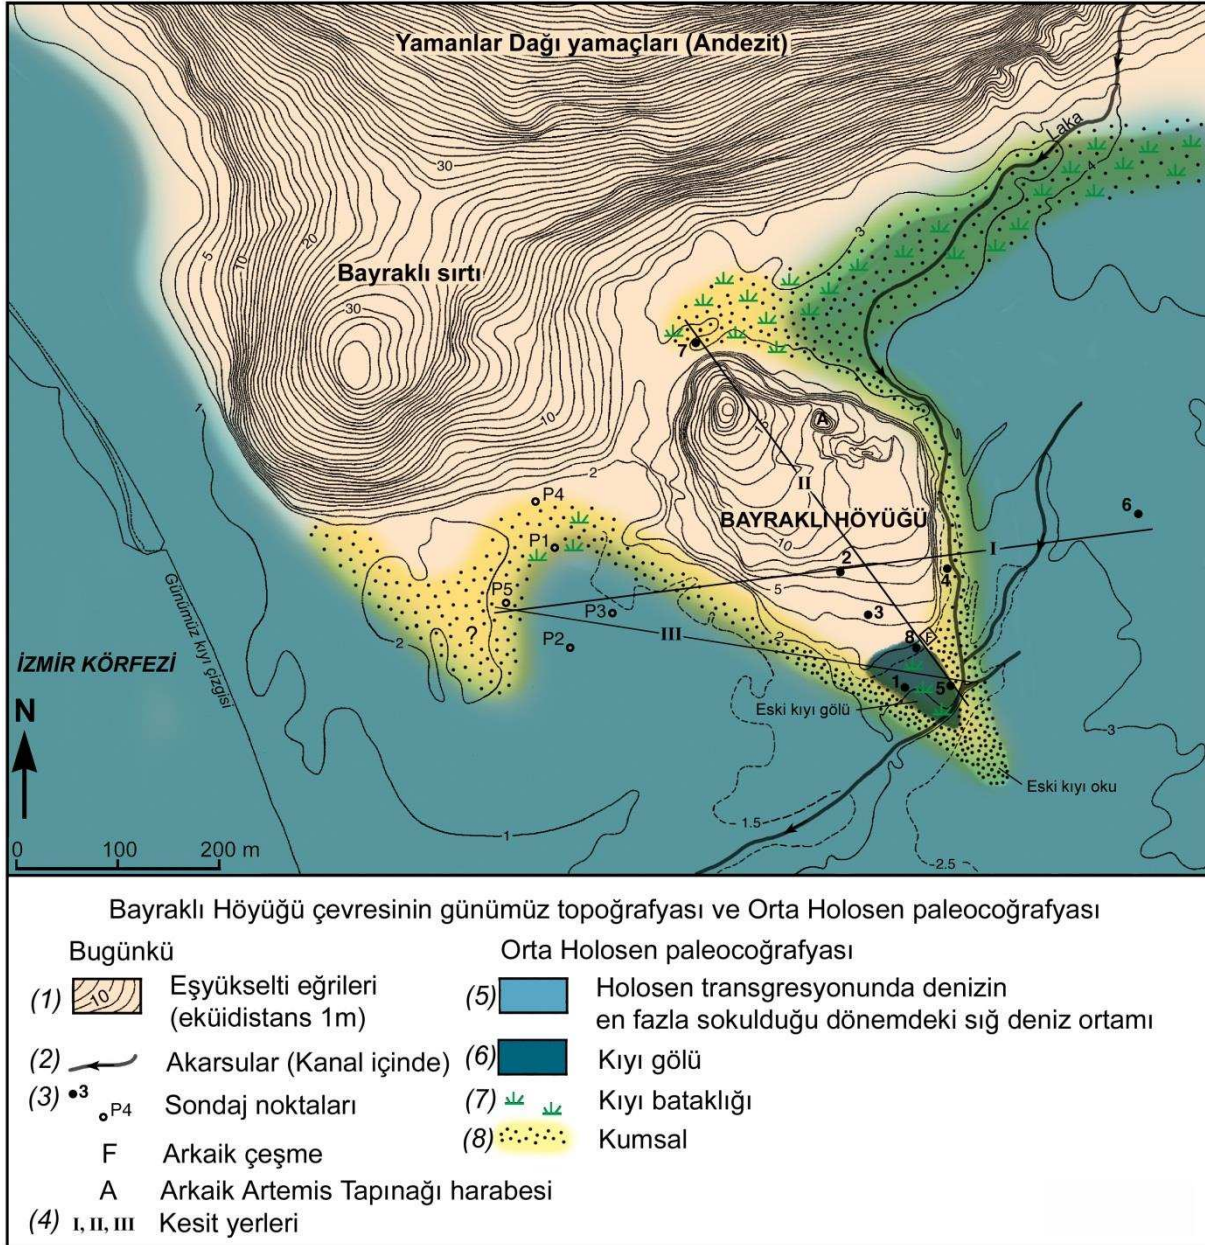 Yamanlar Dağı yamaçları (Andezit)
Laka
30
4
3
5
10
20
Bayraklı sırtı
30
7
A
1
10
II
2
P4
6
BAYRAKLI HÖYÜĞÜ
P1
10
I
2
4
P5
5
3
P3
?
2
III
P2
2
8
F
İZMİR KÖRFEZİ
Günümüz kıyı çizgisi
1
5
Eski kıyı gölü
N
3
Eski kıyı oku
1
1.5
2.5
0 100 200 m
Bayraklı Höyüğü çevresinin günümüz topoğrafyası ve Orta Holosen paleocoğrafyası
Bugünkü
Orta Holosen paleocoğrafyası
(1) 10 Eşyükselti eğrileri
(eküidistans 1m)
(5) Holosen transgresyonunda denizin
en fazla sokulduğu dönemdeki sığ deniz ortamı
(2) Akarsular (Kanal içinde)
(6) Kıyı gölü
(3) 3 P4 Sondaj noktaları
(7) Kıyı bataklığı
F Arkaik çeşme
(8) Kumsal
A Arkaik Artemis Tapınağı harabesi
(4) I, II, III Kesit yerleri